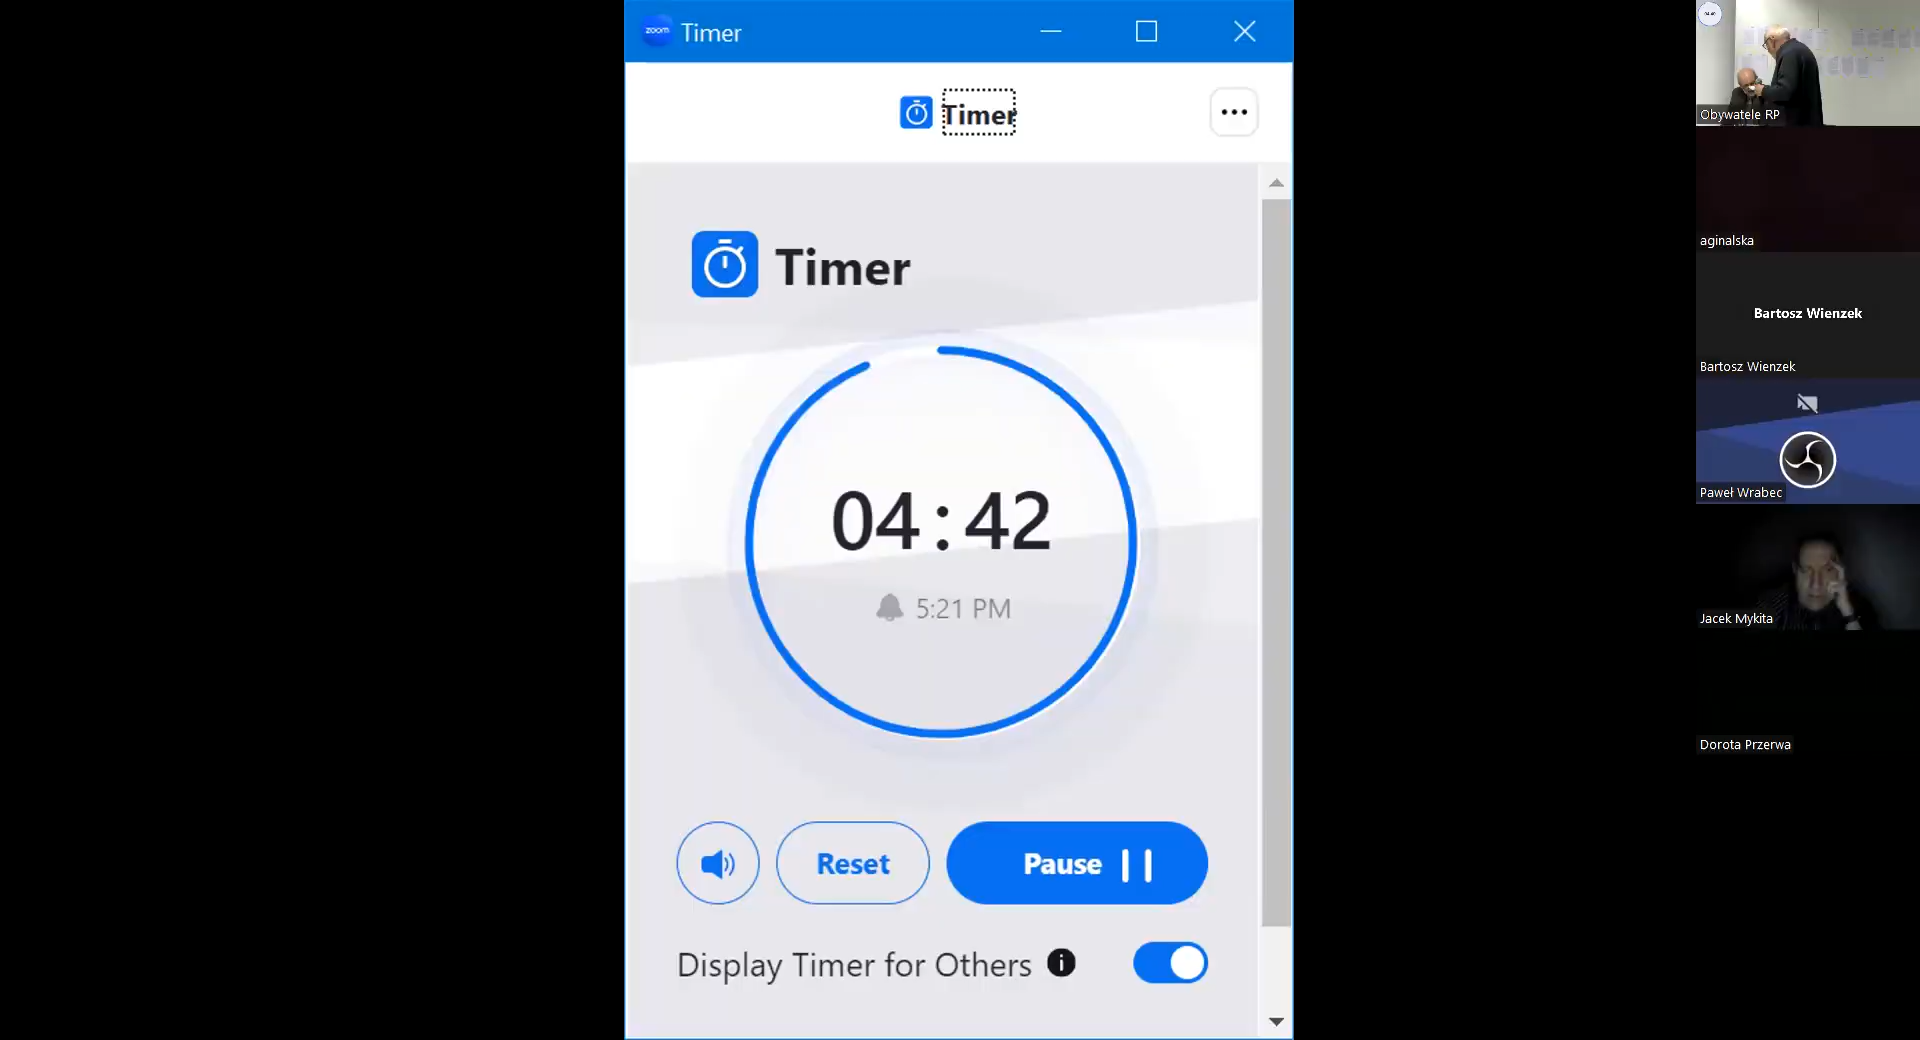 zoom Timer
Timer
Timer
04:42
5:21 PM
Reset
Pause
Display Timer for Others
Obywatele RP
aginalska
Bartosz Wienzek
Bartosz Wienzek
Paweł Wrabec
Jacek Mykita
Dorota Przerwa